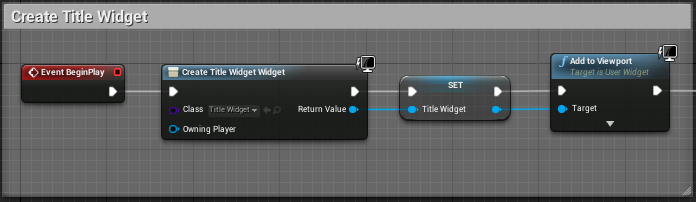 Create Title Widget
Event BeginPlay
Create Title Widget Widget
Class Title Widget Return Value
Owning Player
SET
Title Widget
Add to Viewport
Target is User Widget
Target